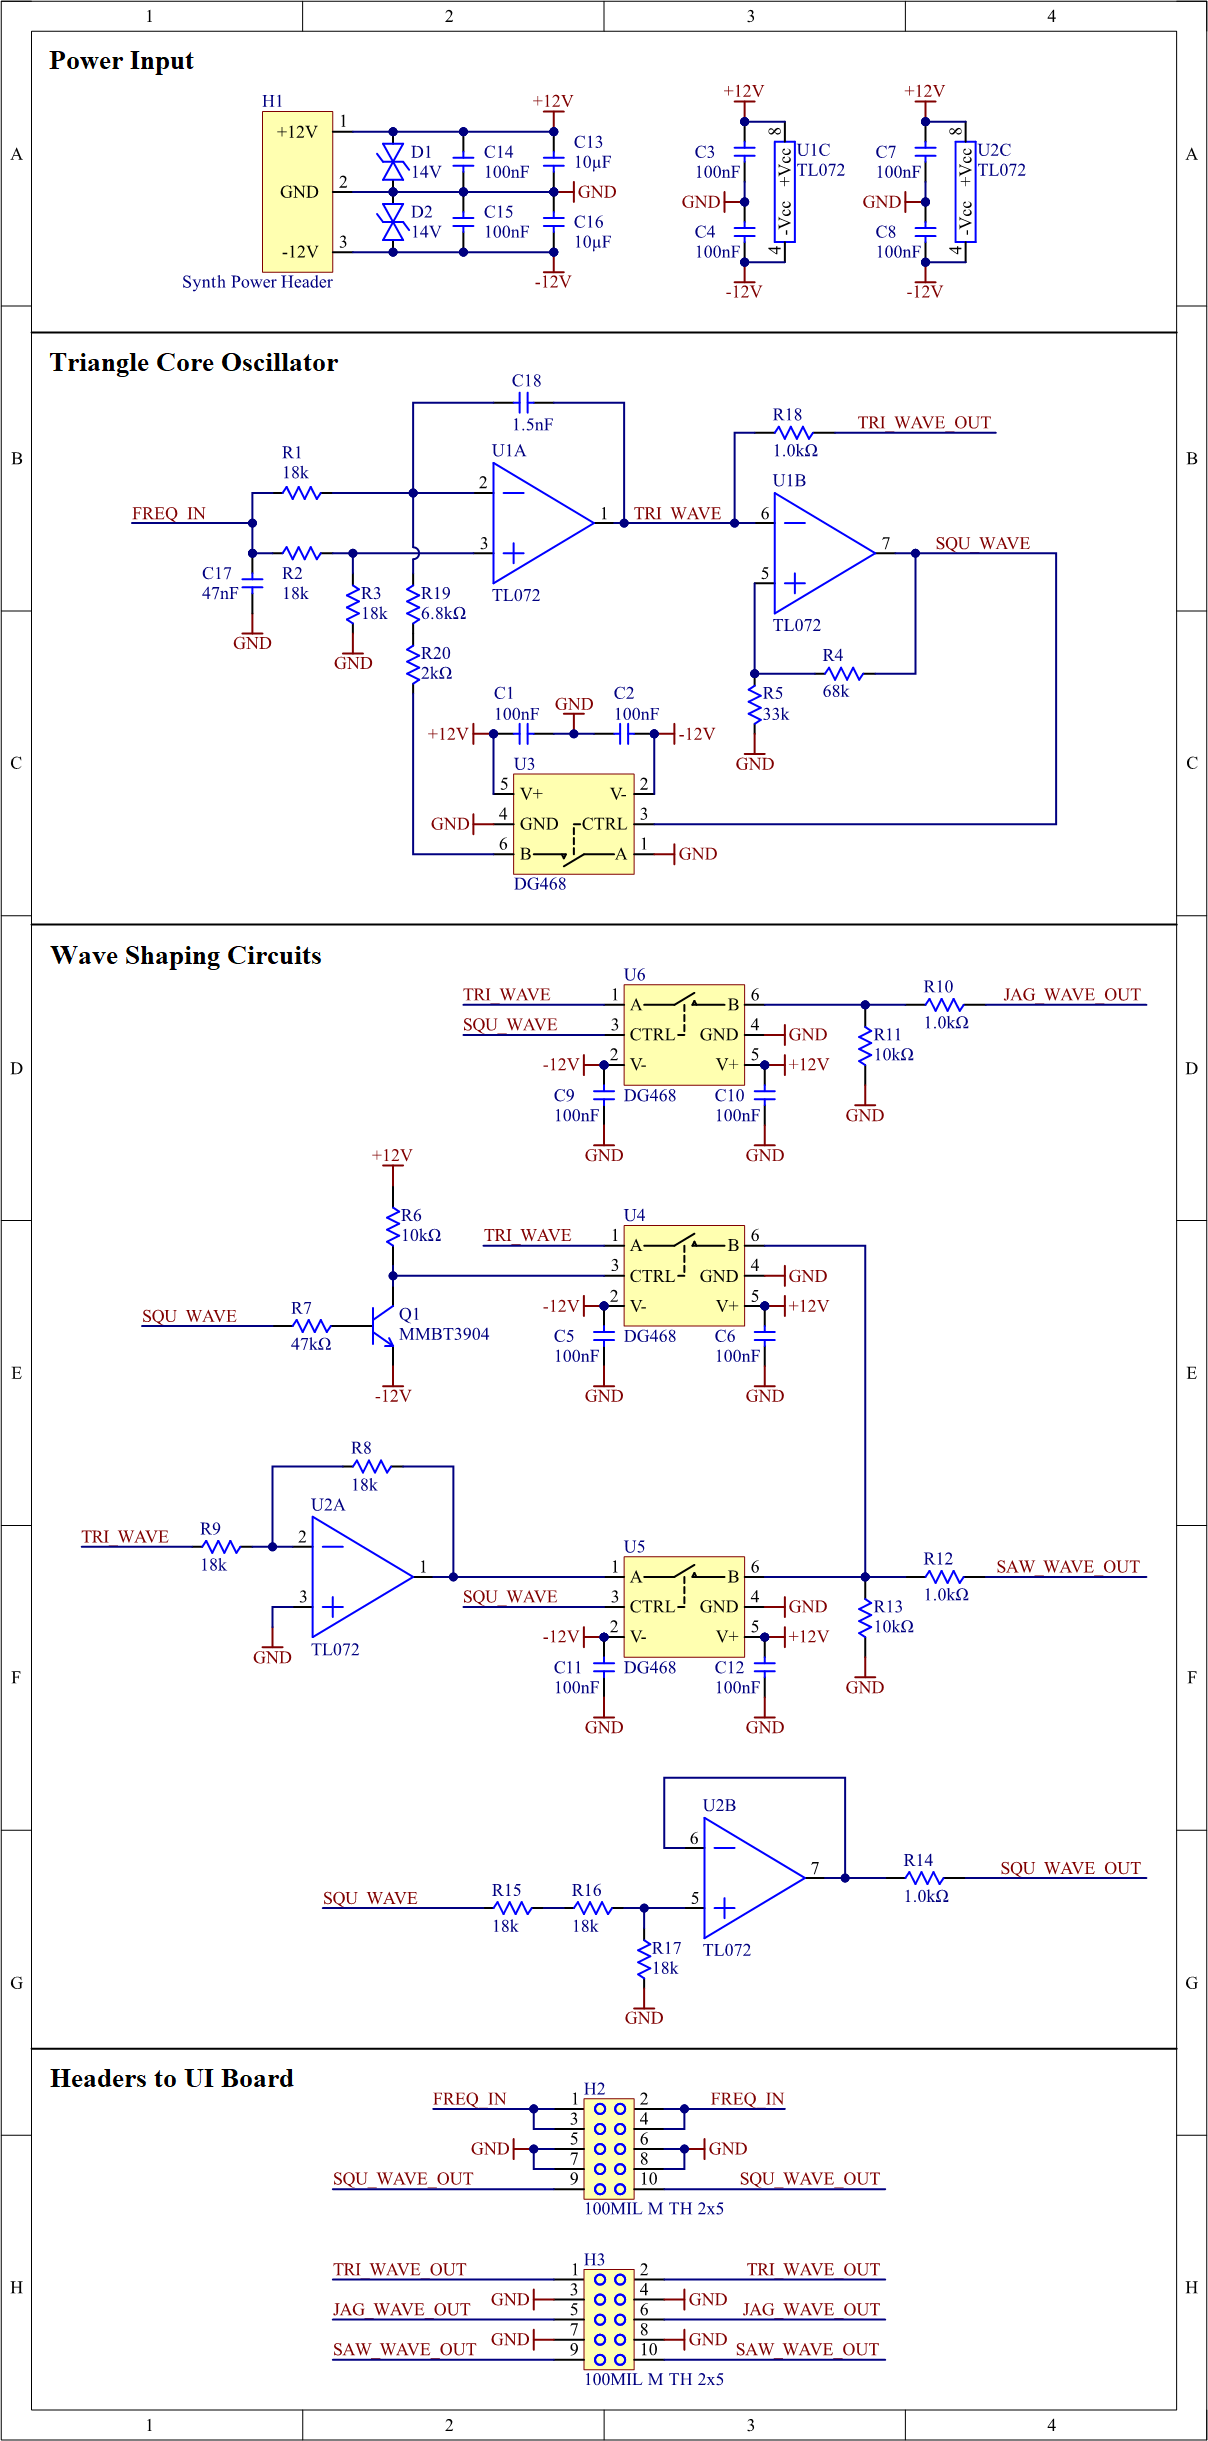 1 2 3 4
Power Input
A A
H1
+12V 1
GND 2
-12V 3
Synth Power Header
D1
14V
D2
14V
C14
100nF
C15
100nF
+12V
C13
10µF
GND
C16
10µF
-12V
+12V
C3
100nF
GND
C4
100nF
-12V
8
+Vcc
-Vcc
4
U1C
TL072
+12V
C7
100nF
GND
C8
100nF
-12V
8
+Vcc
-Vcc
4
U2C
TL072
Triangle Core Oscillator
B B
C18
1.5nF
U1A
2
3
1
TL072
R1
18k
FREQ_IN
R2
18k
C17
47nF
GND
R3
18k
GND
R19
6.8kΩ
R20
2kΩ
TRI_WAVE
R18
1.0kΩ
TRI_WAVE_OUT
U1B
6
5
7
TL072
SQU_WAVE
R4
68k
R5
33k
GND
C C
C1
100nF
GND
C2
100nF
+12V
-12V
U3
5 V+ V- 2
GND 4 GND CTRL 3
6 B A 1 GND
DG468
Wave Shaping Circuits
D D
U6
TRI_WAVE 1 A B 6
SQU_WAVE 3 CTRL GND 4 GND
-12V 2 V- V+ 5 +12V
DG468
C9
100nF
GND
C10
100nF
GND
R10
1.0kΩ
JAG_WAVE_OUT
R11
10kΩ
GND
+12V
R6
10kΩ
SQU_WAVE
R7
47kΩ
Q1
MMBT3904
-12V
U4
TRI_WAVE 1 A B 6
3 CTRL GND 4 GND
-12V 2 V- V+ 5 +12V
DG468
C5
100nF
GND
C6
100nF
GND
E E
R8
18k
U2A
TRI_WAVE
R9
18k
2
3
1
GND
TL072
U5
1 A B 6
SQU_WAVE 3 CTRL GND 4 GND
-12V 2 V- V+ 5 +12V
DG468
C11
100nF
GND
C12
100nF
GND
R12
1.0kΩ
SAW_WAVE_OUT
R13
10kΩ
GND
F F
U2B
6
5
7
TL072
SQU_WAVE
R15
18k
R16
18k
R17
18k
GND
R14
1.0kΩ
SQU_WAVE_OUT
G G
Headers to UI Board
H2
FREQ_IN 1 2 FREQ_IN
3 4
GND 5 6 GND
7 8
SQU_WAVE_OUT 9 10 SQU_WAVE_OUT
100MIL M TH 2x5
H H
H3
TRI_WAVE_OUT 1 2 TRI_WAVE_OUT
GND 3 4 GND
JAG_WAVE_OUT 5 6 JAG_WAVE_OUT
GND 7 8 GND
SAW_WAVE_OUT 9 10 SAW_WAVE_OUT
100MIL M TH 2x5
1 2 3 4